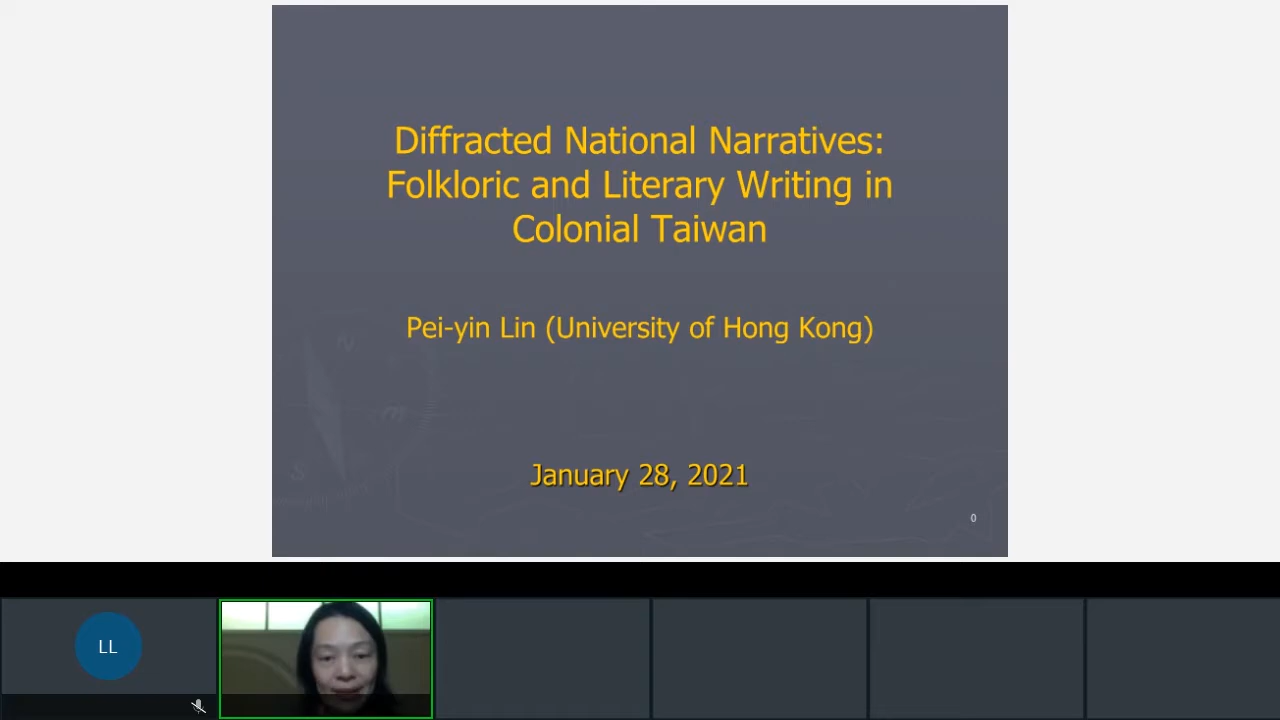 Diffracted National Narratives:
Folkloric and Literary Writing in
Colonial Taiwan
Pei-yin Lin (University of Hong Kong)
January 28, 2021
0
LL